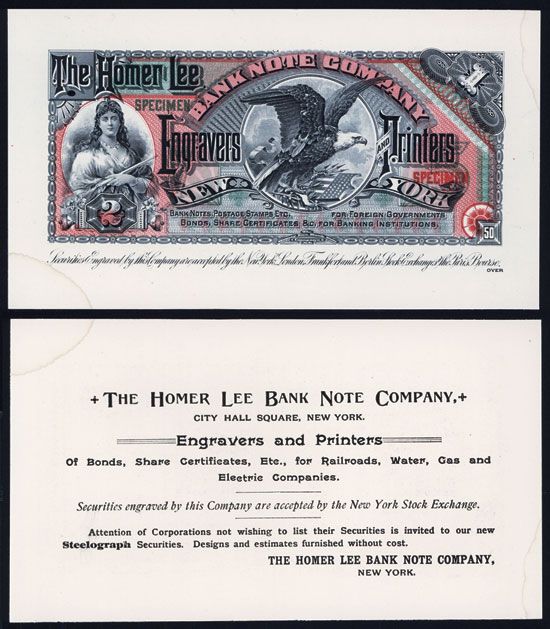 The Homer Lee
BANK NOTE COMPANY
1
SPECIMEN
Engravers AND Printers
SPECIMEN
NEW YORK
2
BANK NOTES, POSTAGE STAMPS ETC. FOR FOREIGN GOVERNMENTS,
BONDS, SHARE CERTIFICATES, &C, FOR BANKING INSTITUTIONS,
50
Securities Engraved by this Company are accepted by the New York, London, Frankfort and Berlin Stock Exchanges & the Paris Bourse.
OVER
+ THE HOMER LEE BANK NOTE COMPANY, +
CITY HALL SQUARE, NEW YORK.
Engravers and Printers
Of Bonds, Share Certificates, Etc., for Railroads, Water, Gas and
Electric Companies.
Securities engraved by this Company are accepted by the New York Stock Exchange.
Attention of Corporations not wishing to list their Securities is invited to our new
Steelograph Securities. Designs and estimates furnished without cost.
THE HOMER LEE BANK NOTE COMPANY,
NEW YORK.